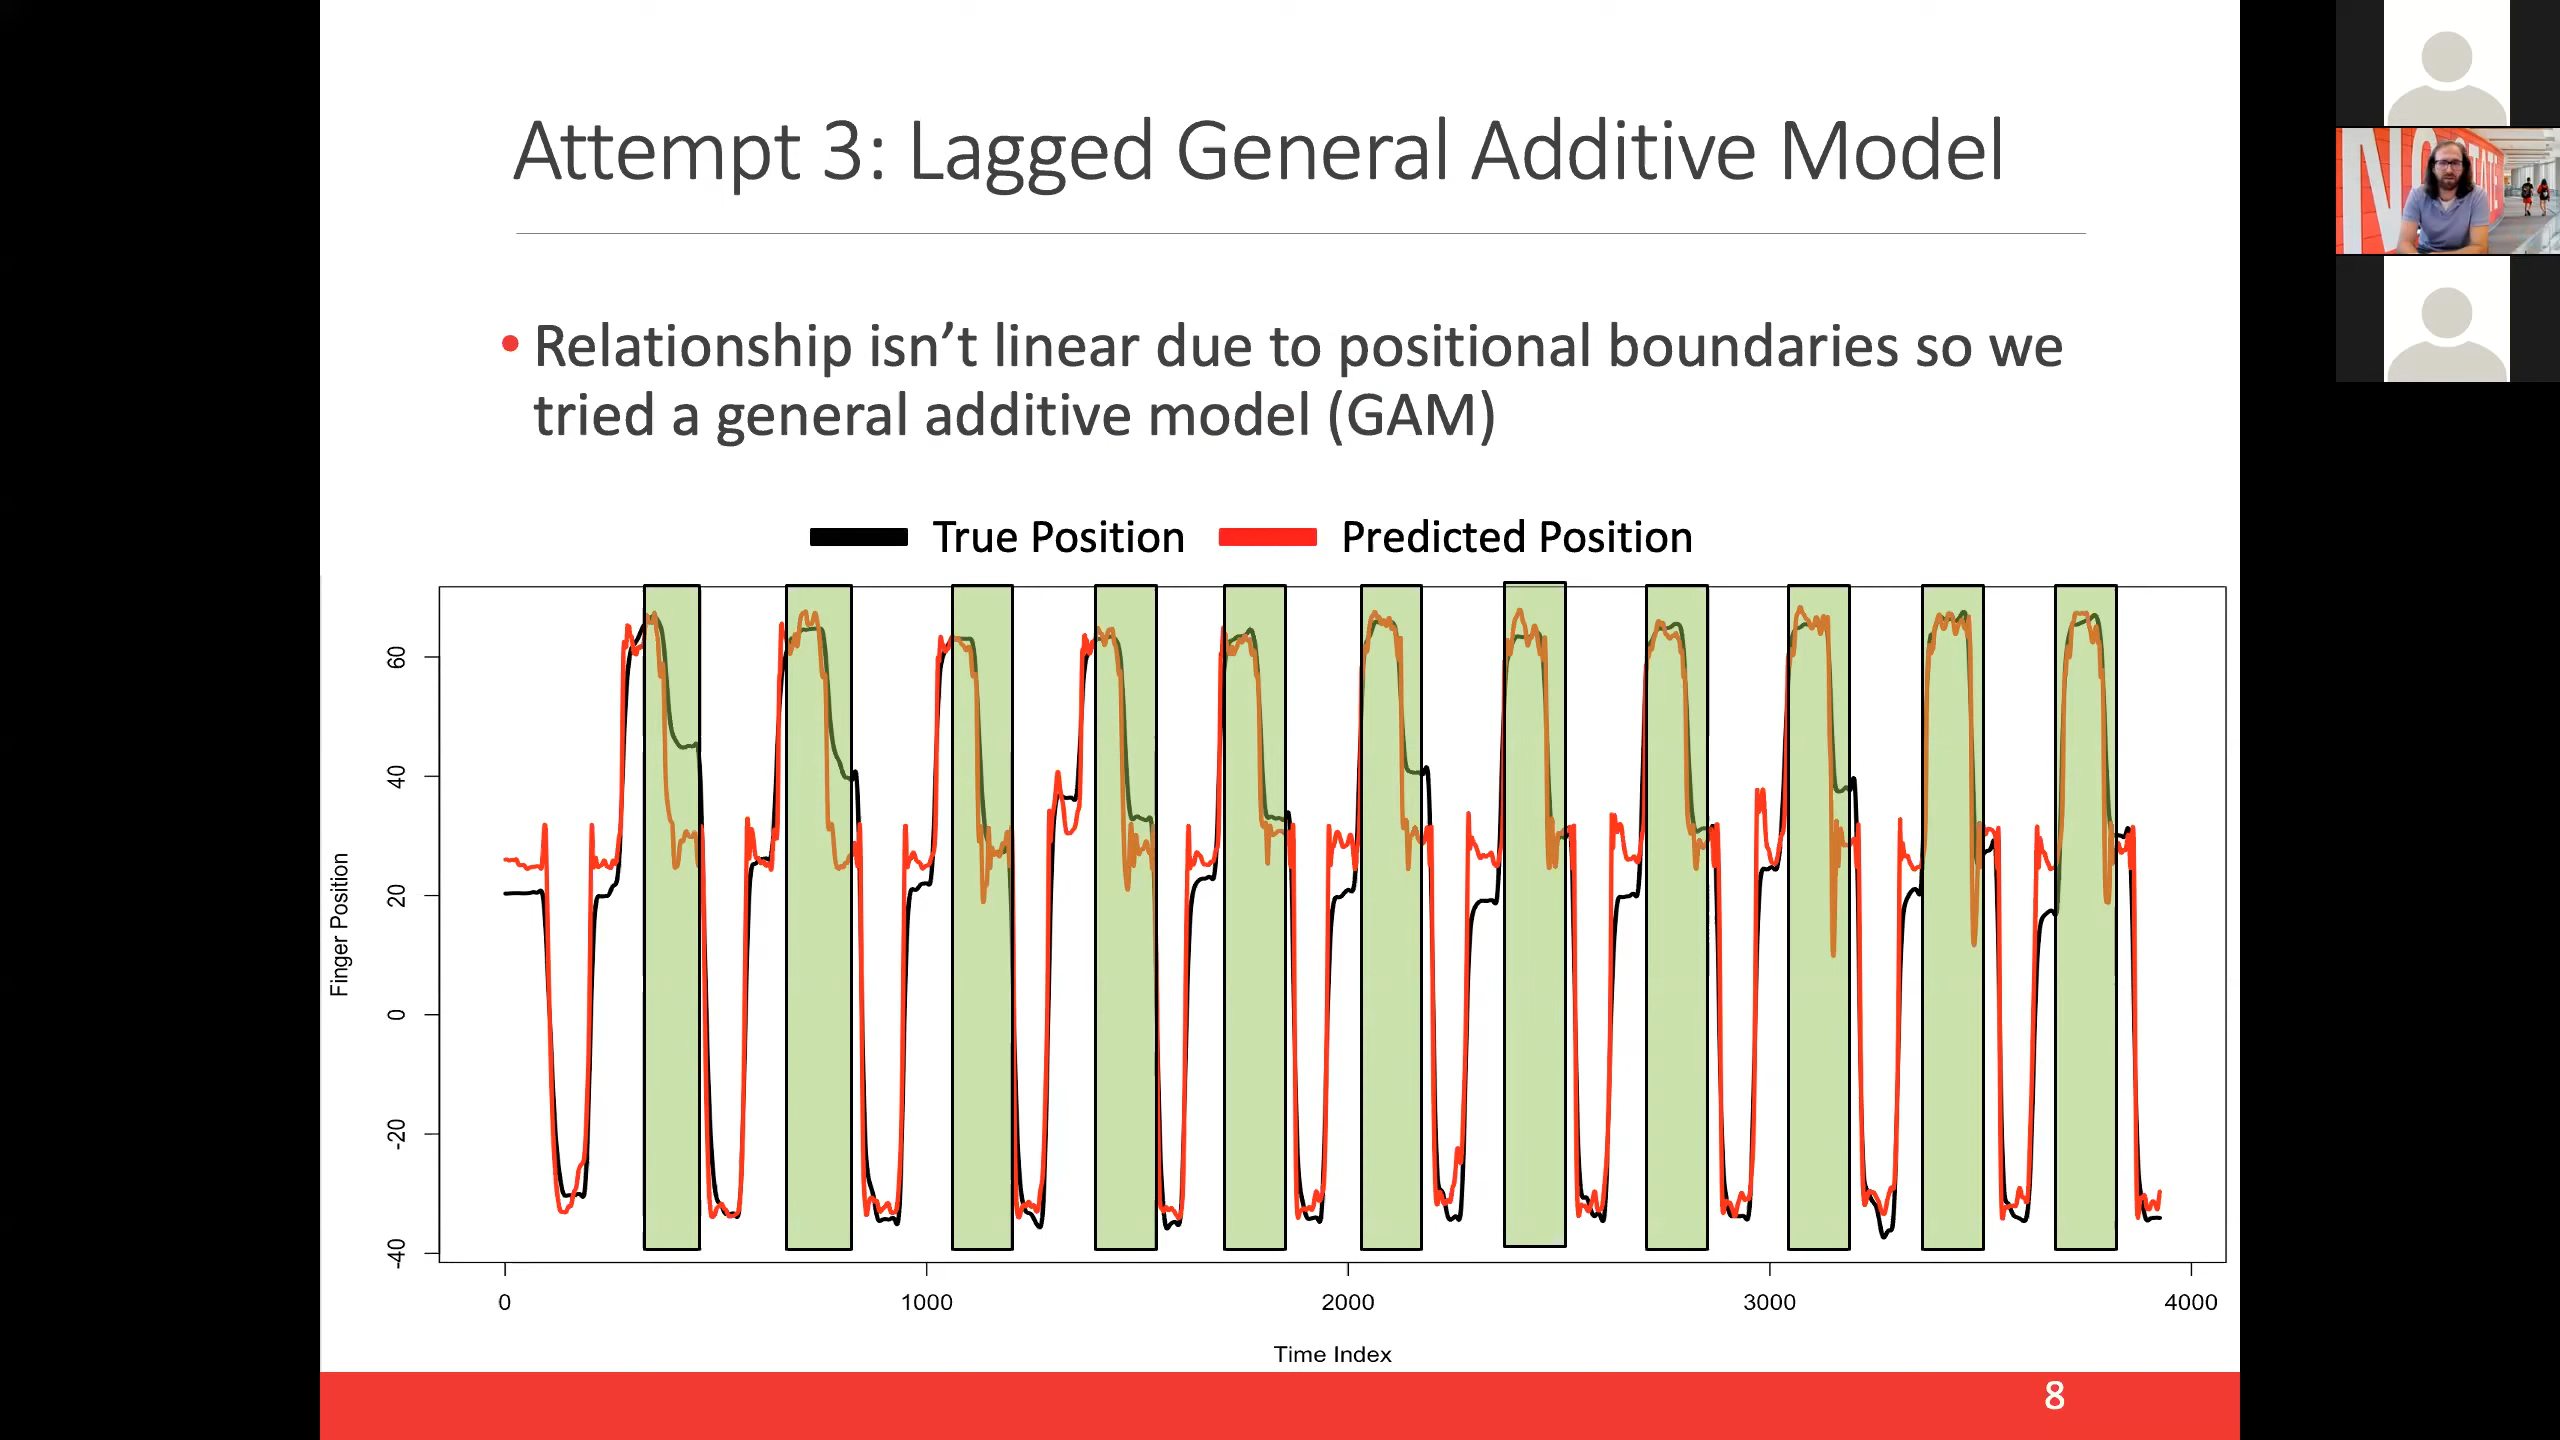 Attempt 3: Lagged General Additive Model
• Relationship isn’t linear due to positional boundaries so we
tried a general additive model (GAM)
True Position Predicted Position
Finger Position
60
40
20
0
-20
-40
0 1000 2000 3000 4000
Time Index
8